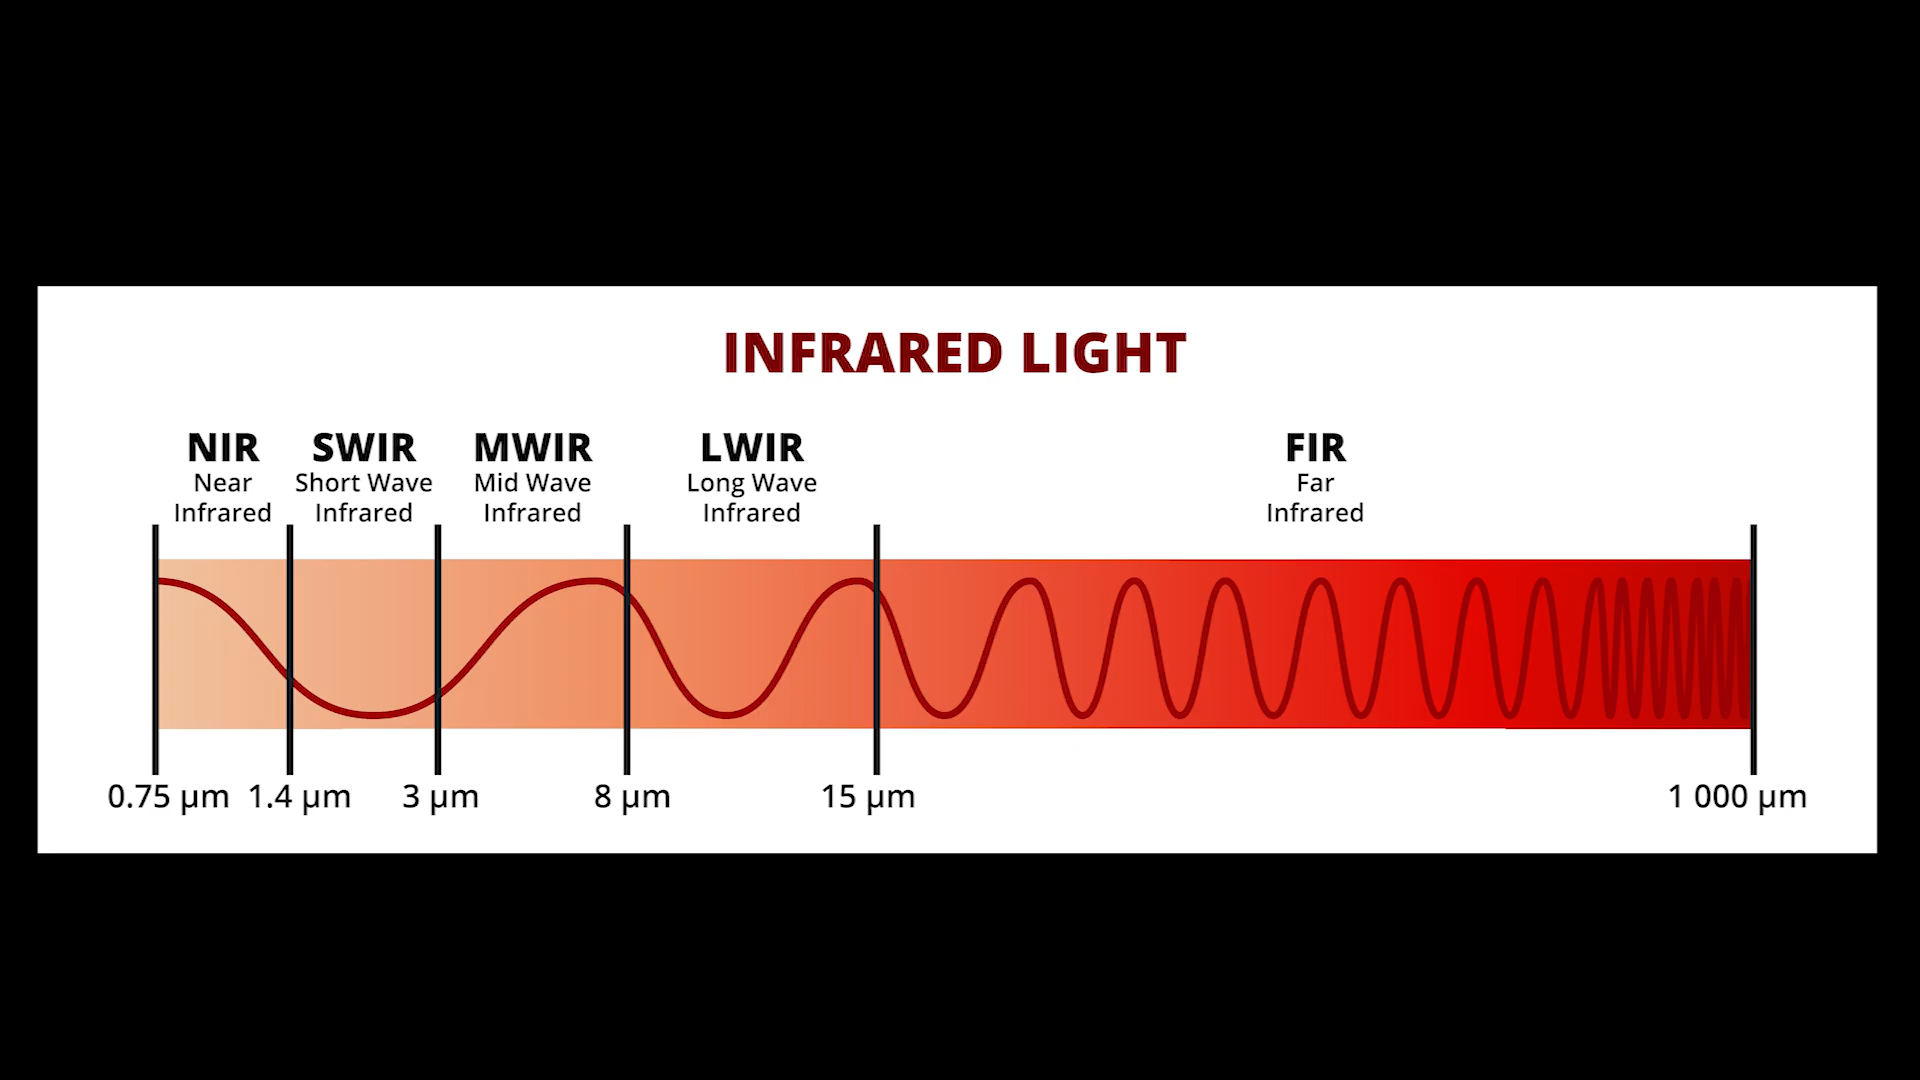 INFRARED LIGHT
NIR
Near
Infrared
SWIR
Short Wave
Infrared
MWIR
Mid Wave
Infrared
LWIR
Long Wave
Infrared
FIR
Far
Infrared
0.75 μm 1.4 μm 3 μm 8 μm 15 μm 1 000 μm